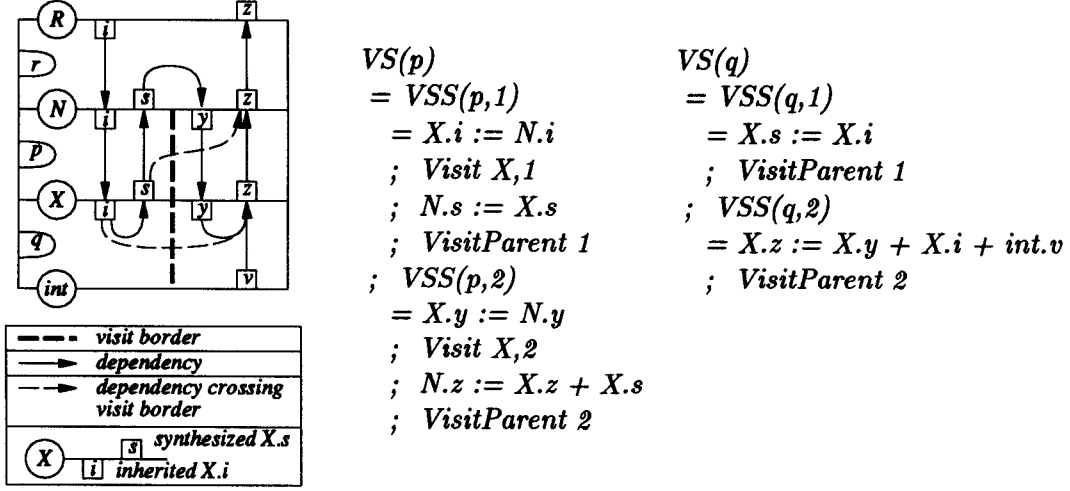 R i z
r
N i s y z
p
X i s y z
q
int v
visit border
dependency
dependency crossing
visit border
X s synthesized X.s
i inherited X.i
VS(p)
= VSS(p,1)
= X.i := N.i
; Visit X,1
; N.s := X.s
; VisitParent 1
; VSS(p,2)
= X.y := N.y
; Visit X,2
; N.z := X.z + X.s
; VisitParent 2
VS(q)
= VSS(q,1)
= X.s := X.i
; VisitParent 1
; VSS(q,2)
= X.z := X.y + X.i + int.v
; VisitParent 2